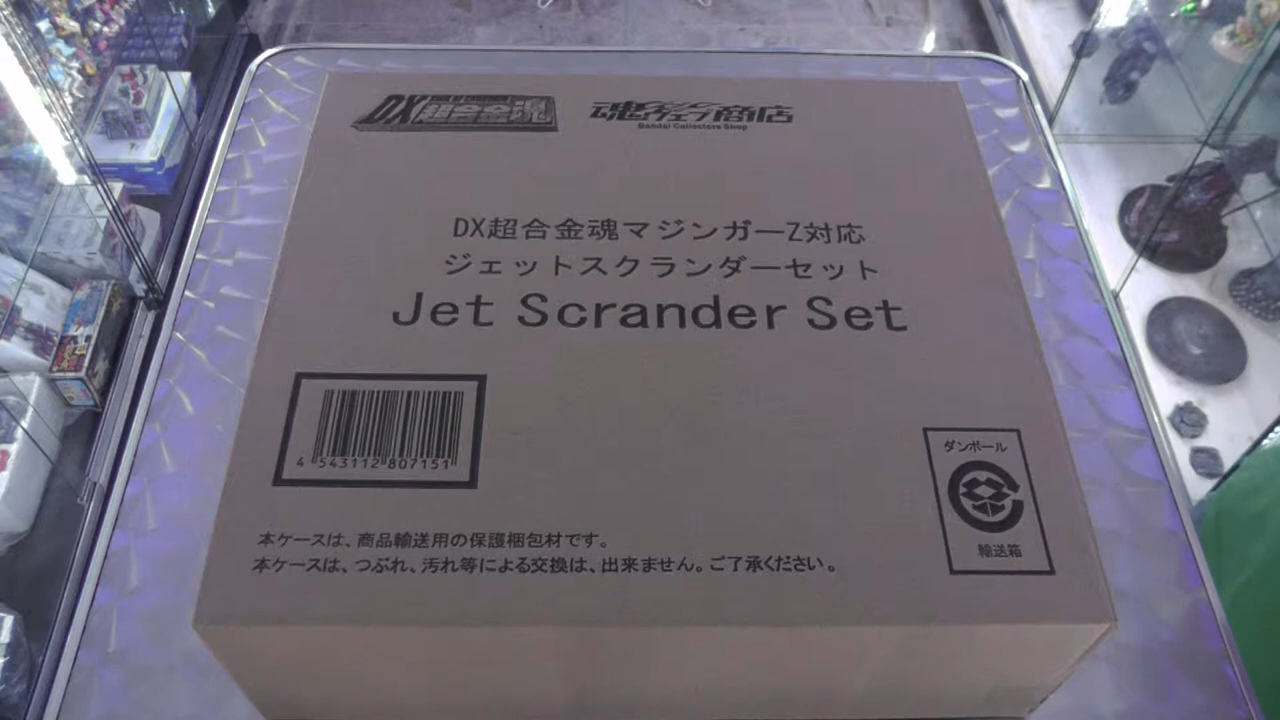 DX超合金魂 魂ウェブ商店
Bandai Collectors Shop
DX超合金魂マジンガーZ対応
ジェットスクランダーセット
Jet Scrander Set
4 543112 807151
ダンボール
輸送箱
本ケースは、商品輸送用の保護梱包材です。
本ケースは、つぶれ、汚れ等による交換は、出来ません。ご了承ください。